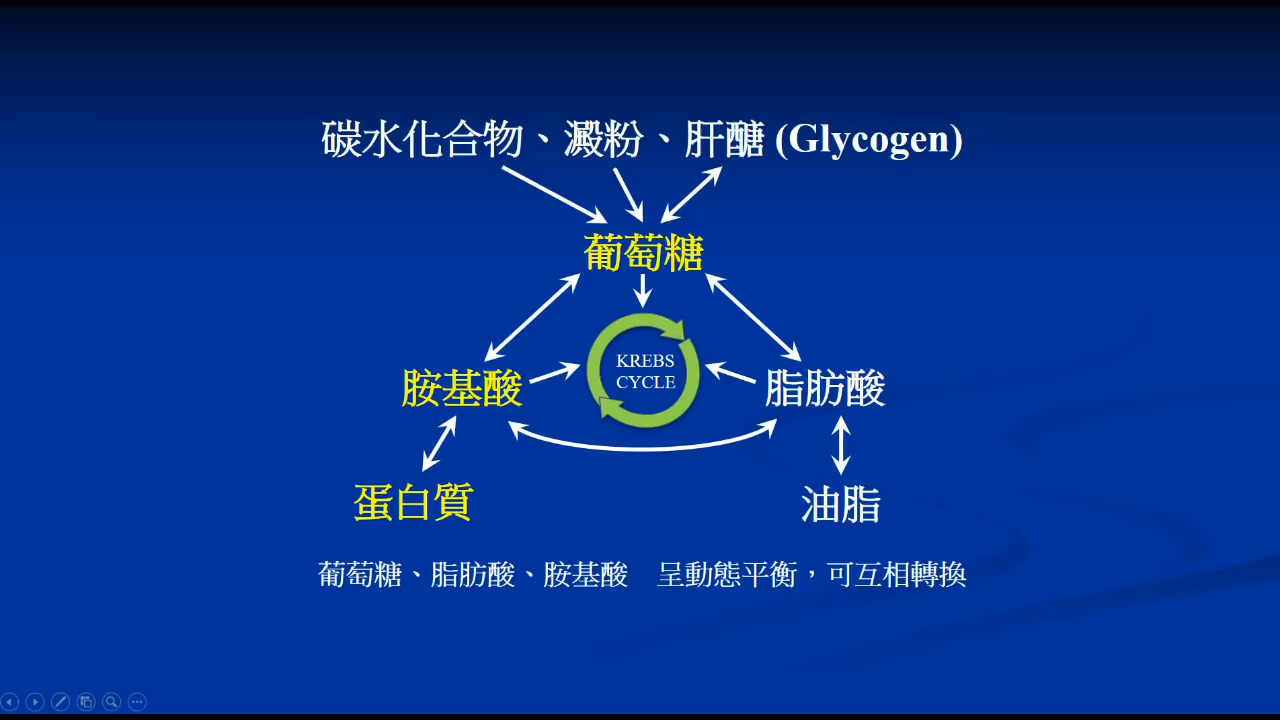 碳水化合物、澱粉、肝醣 (Glycogen)
葡萄糖
KREBS
CYCLE
胺基酸
脂肪酸
蛋白質
油脂
葡萄糖、脂肪酸、胺基酸　呈動態平衡，可互相轉換